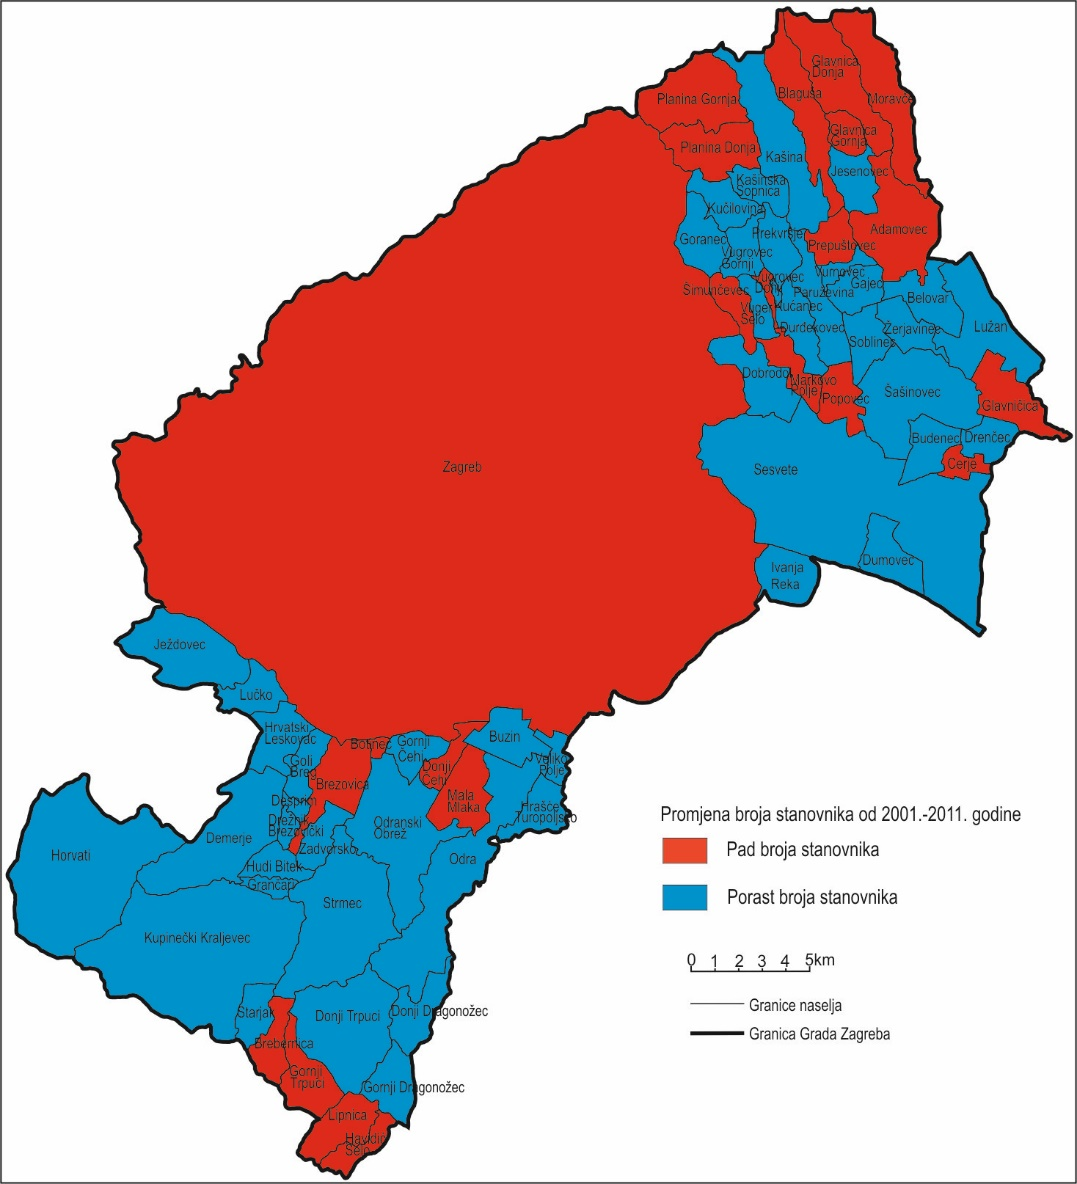 Glavnica
Donja
Blaguša
Moravče
Planina Gornja
Glavnica
Gornja
Planina Donja
Kašina
Jesenovec
Kašinska
Sopnica
Kučilovina
Adamovec
Prekvršje
Goranec
Prepuštovec
Vugrovec
Gornji
Vurnovec
Vugrovec
Donji
Gajec
Šimunčevec
Paruževina
Belovar
Vuger
Selo
Kučanec
Đurđekovec
Žerjavinec
Lužan
Soblinec
Dobrodol
Markovo
Polje
Popovec
Šašinovec
Glavničica
Budenec
Drenčec
Cerje
Zagreb
Sesvete
Dumovec
Ivanja
Reka
Ježdovec
Lučko
Hrvatski
Leskovac
Botinec
Gornji
Čehi
Buzin
Goli
Breg
Donji
Čehi
Veliko
Polje
Brezovica
Mala
Mlaka
Desprim
Hrašće
Turopoljsko
Drežnik
Brezovički
Odranski
Obrež
Demerje
Zadvorsko
Horvati
Hudi Bitek
Odra
Grančari
Strmec
Kupinečki Kraljevec
Starjak
Donji Trpuci
Donji Dragonožec
Brebernica
Gornji
Trpuci
Gornji Dragonožec
Lipnica
Havidić
Selo
Promjena broja stanovnika od 2001.-2011. godine
Pad broja stanovnika
Porast broja stanovnika
0 1 2 3 4 5km
Granice naselja
Granica Grada Zagreba